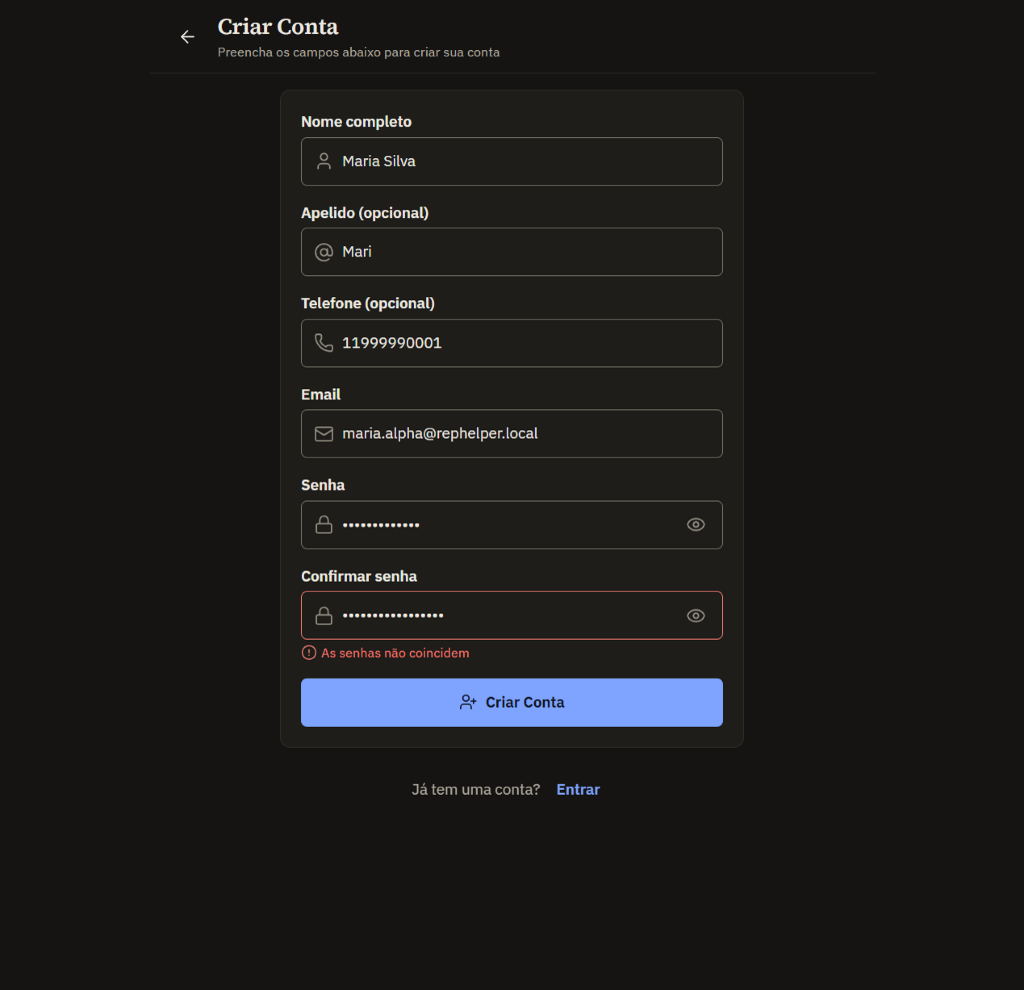 Criar Conta
Preencha os campos abaixo para criar sua conta
Nome completo
Maria Silva
Apelido (opcional)
Mari
Telefone (opcional)
11999990001
Email
maria.alpha@rephelper.local
Senha
•••••••••••••
Confirmar senha
•••••••••••••••••
As senhas não coincidem
Criar Conta
Já tem uma conta? Entrar